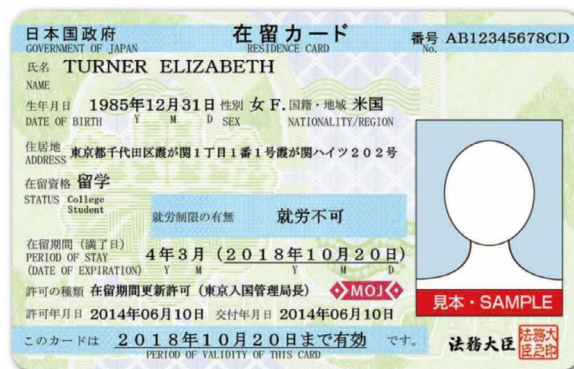 日本国政府 在留カード 番号 AB12345678CD
GOVERNMENT OF JAPAN RESIDENCE CARD No.
氏名 TURNER ELIZABETH
NAME
生年月日 1985年12月31日 性別 女 F. 国籍・地域 米国
DATE OF BIRTH Y M D SEX NATIONALITY/REGION
住居地 東京都千代田区霞が関1丁目1番1号霞が関ハイツ202号
ADDRESS
在留資格 留学
STATUS College
Student
就労制限の有無 就労不可
在留期間(満了日) 4年3月(2018年10月20日)
PERIOD OF STAY
(DATE OF EXPIRATION) Y M Y M D
許可の種類 在留期間更新許可(東京入国管理局長) MOJ
見本・SAMPLE
許可年月日 2014年06月10日 交付年月日 2014年06月10日
このカードは 2018年10月20日まで有効 です。
PERIOD OF VALIDITY OF THIS CARD
法務大臣 法務大臣之印